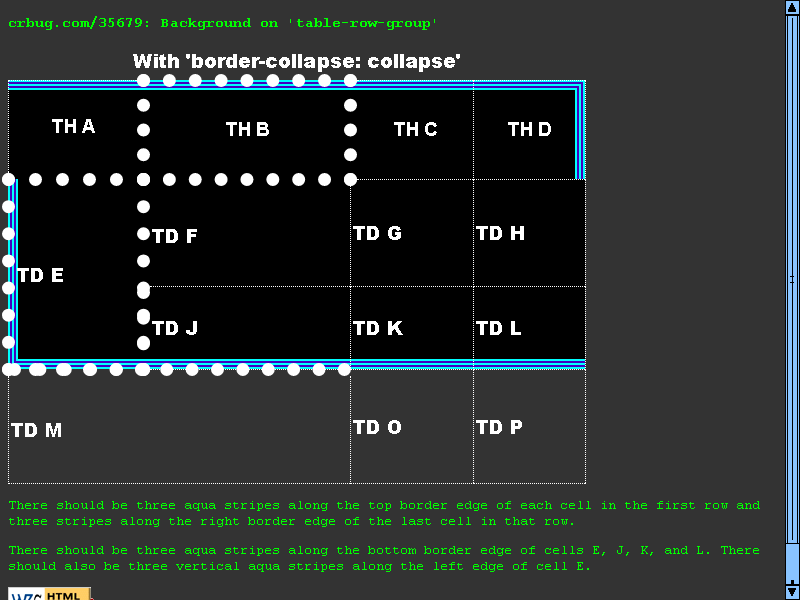 crbug.com/35679: Background on 'table-row-group'
With 'border-collapse: collapse'
TH A TH B TH C TH D
TD E TD F TD G TD H
TD J TD K TD L
TD M TD O TD P
There should be three aqua stripes along the top border edge of each cell in the first row and
three stripes along the right border edge of the last cell in that row.
There should be three aqua stripes along the bottom border edge of cells E, J, K, and L. There
should also be three vertical aqua stripes along the left edge of cell E.
W3C HTML